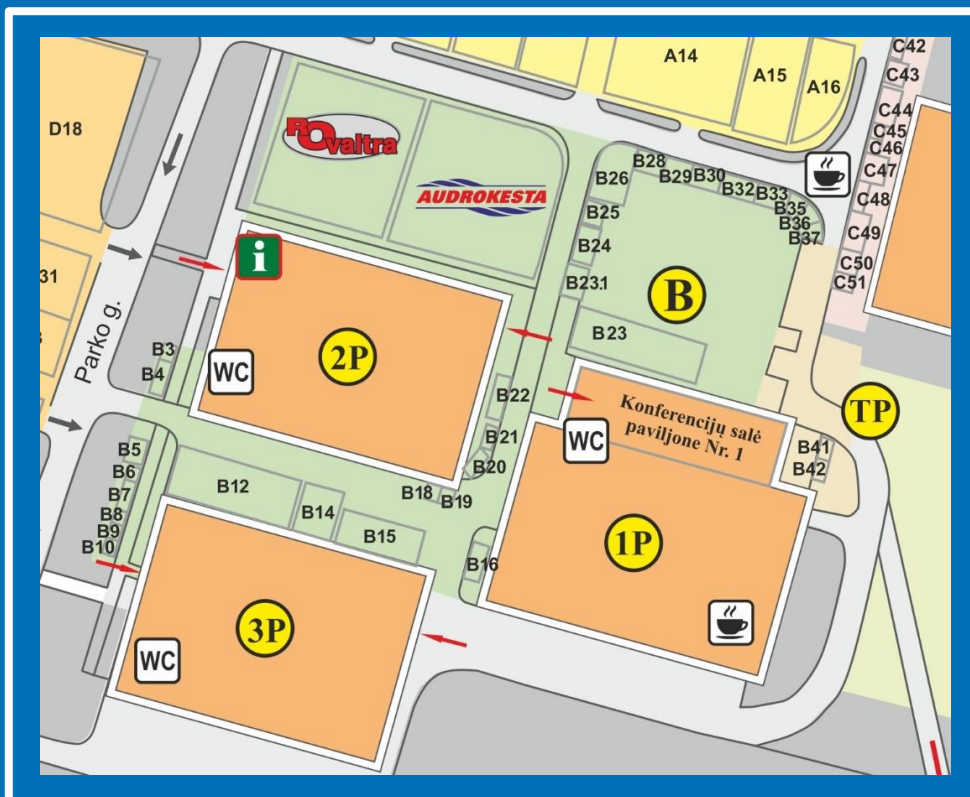 C42
A14
C43
A15
A16
C44
D18
ROvaltra
C45
C46
B28
B29
B30
C47
B26
B32
B33
AUDROKESTA
C48
B25
B35
B36
B37
C49
B24
i
C50
31
B23.1
C51
B
B23
Parko g.
B3
2P
B4
WC
B22
Konferencijų salė
paviljone Nr. 1
TP
B21
WC
B41
B5
B20
B42
B6
B12
B18
B19
B7
B14
B8
B15
B9
1P
B10
B16
3P
WC